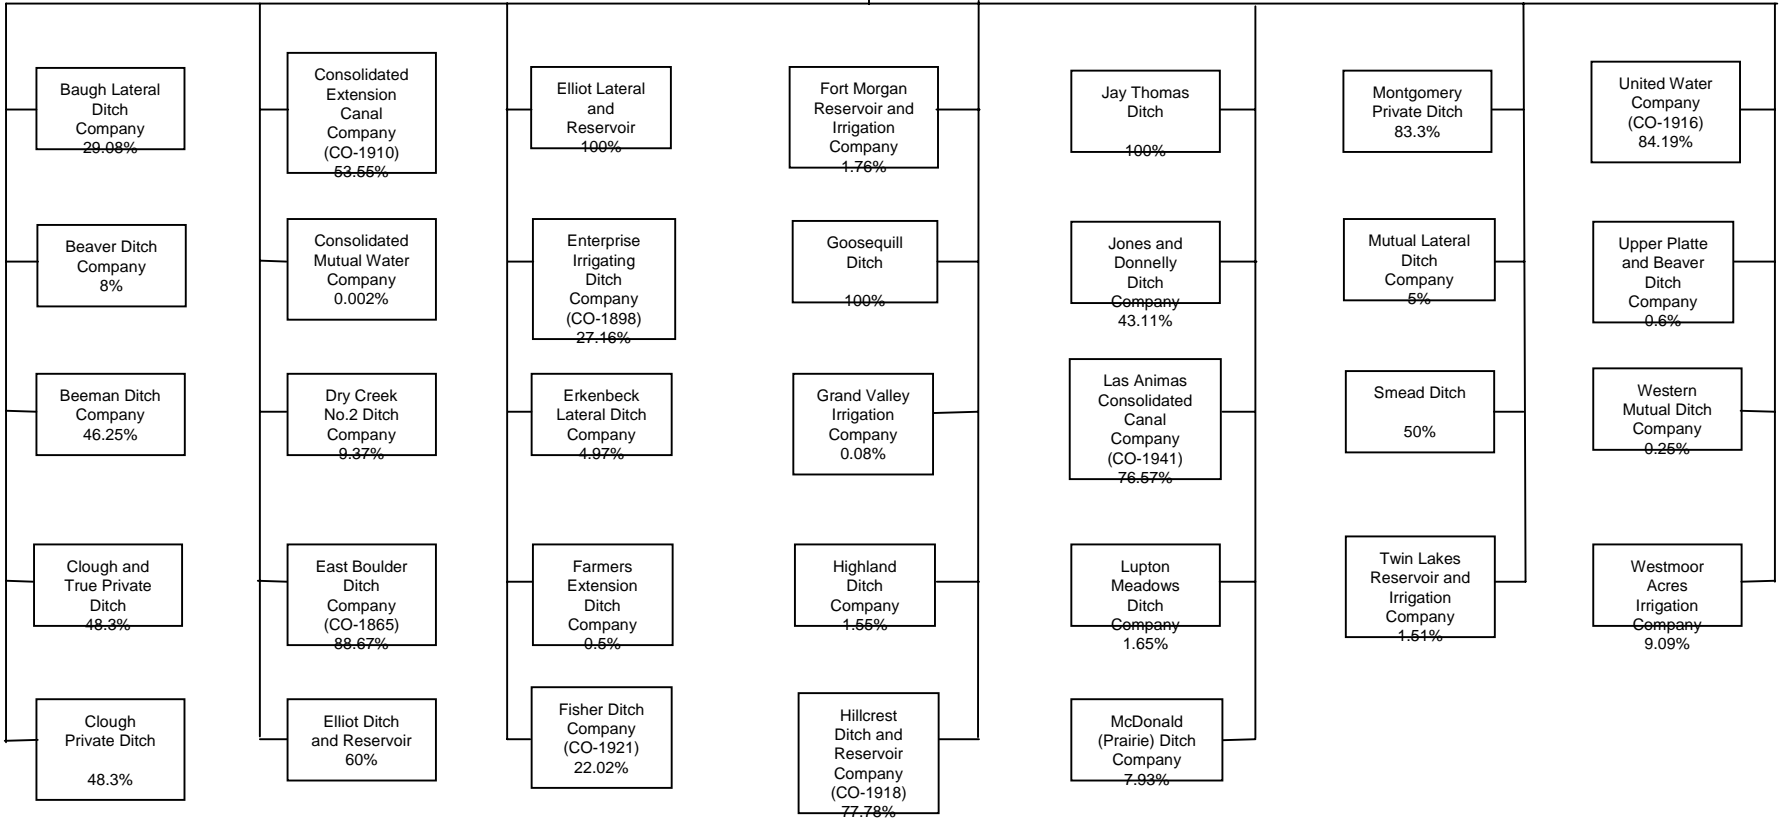 Baugh Lateral
Ditch
Company
29.08%
Beaver Ditch
Company
8%
Beeman Ditch
Company
46.25%
Clough and
True Private
Ditch
48.3%
Clough
Private Ditch
48.3%
Consolidated
Extension
Canal
Company
(CO-1910)
53.55%
Consolidated
Mutual Water
Company
0.002%
Dry Creek
No.2 Ditch
Company
9.37%
East Boulder
Ditch
Company
(CO-1865)
88.67%
Elliot Ditch
and Reservoir
60%
Elliot Lateral
and
Reservoir
100%
Enterprise
Irrigating
Ditch
Company
(CO-1898)
27.16%
Erkenbeck
Lateral Ditch
Company
4.97%
Farmers
Extension
Ditch
Company
0.5%
Fisher Ditch
Company
(CO-1921)
22.02%
Fort Morgan
Reservoir and
Irrigation
Company
1.76%
Goosequill
Ditch
100%
Grand Valley
Irrigation
Company
0.08%
Highland
Ditch
Company
1.55%
Hillcrest
Ditch and
Reservoir
Company
(CO-1918)
77.78%
Jay Thomas
Ditch
100%
Jones and
Donnelly
Ditch
Company
43.11%
Las Animas
Consolidated
Canal
Company
(CO-1941)
76.57%
Lupton
Meadows
Ditch
Company
1.65%
McDonald
(Prairie) Ditch
Company
7.93%
Montgomery
Private Ditch
83.3%
Mutual Lateral
Ditch
Company
5%
Smead Ditch
50%
Twin Lakes
Reservoir and
Irrigation
Company
1.51%
United Water
Company
(CO-1916)
84.19%
Upper Platte
and Beaver
Ditch
Company
0.6%
Western
Mutual Ditch
Company
0.25%
Westmoor
Acres
Irrigation
Company
9.09%